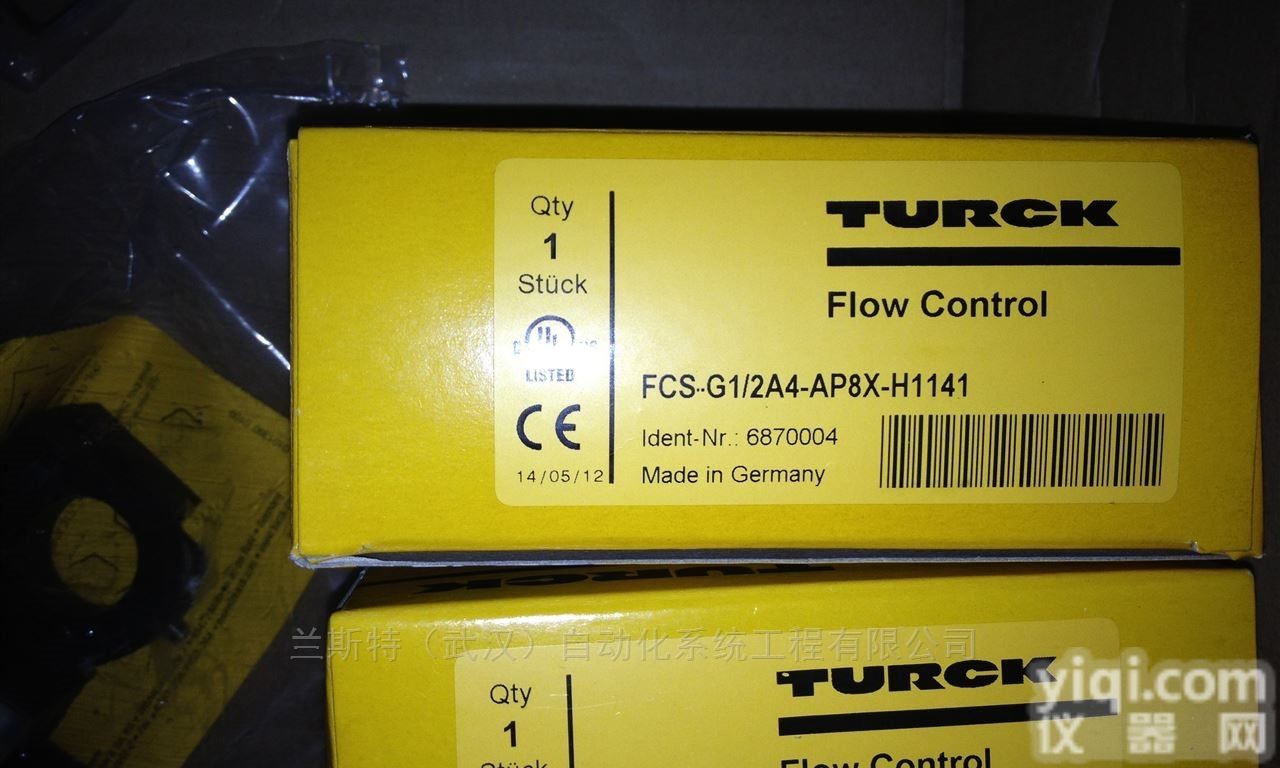 Qty
1
Stück
LISTED
CE
14/05/12
TURCK
Flow Control
FCS-G1/2A4-AP8X-H1141
Ident-Nr.: 6870004
Made in Germany
TURCK
兰斯特（武汉）自动化系统工程有限公司
Qty
1
Stück
TURCK
Flow Control
yiqi.com
仪器网